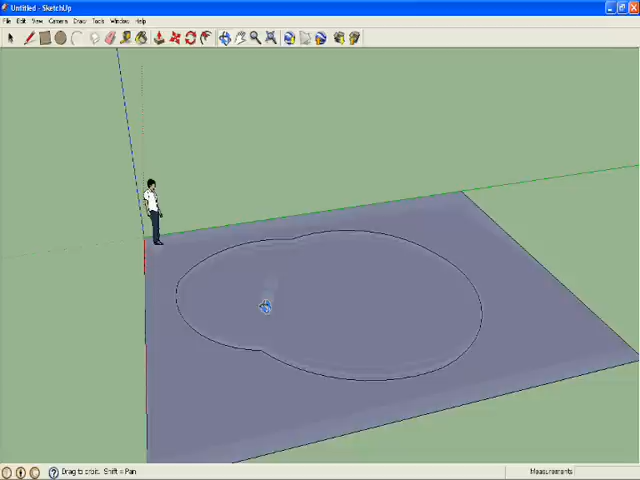 Untitled - SketchUp
File Edit View Camera Draw Tools Window Help
Drag to orbit. Shift = Pan
Measurements